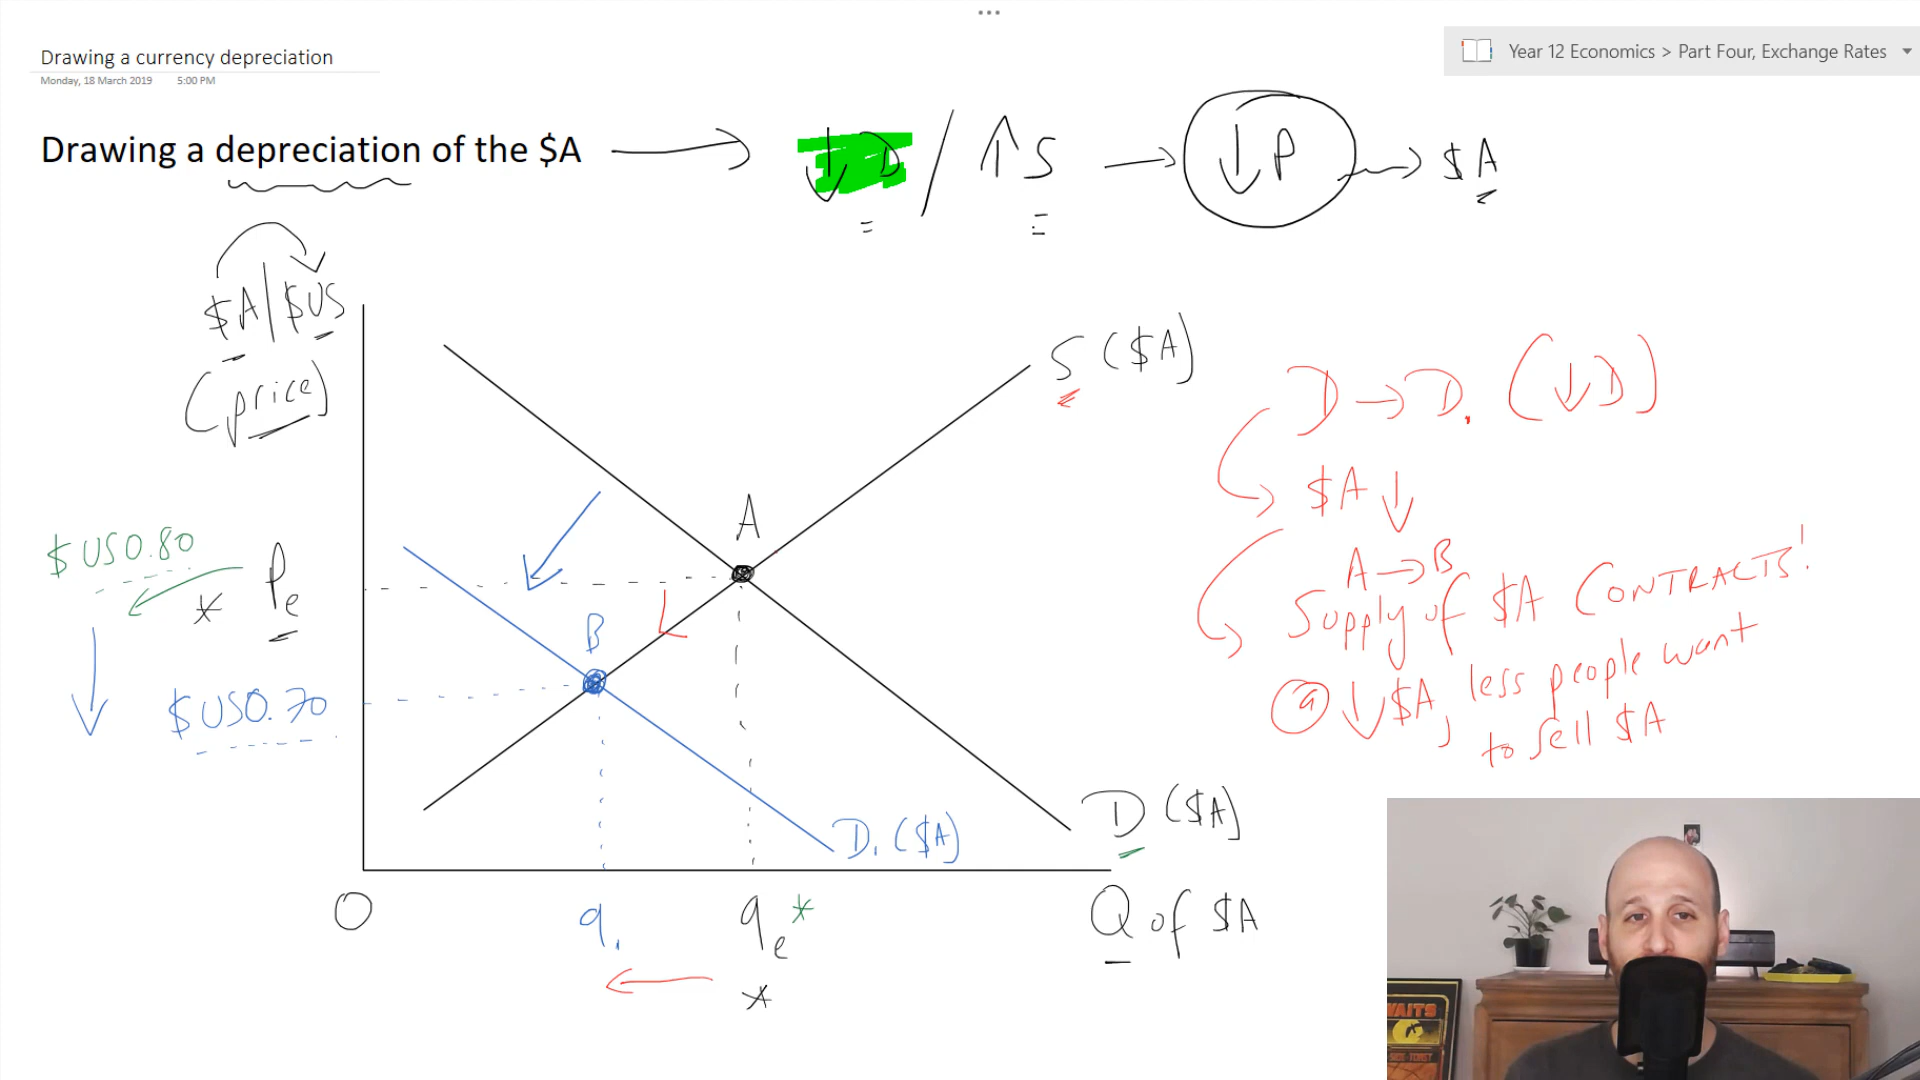 Drawing a currency depreciation
Year 12 Economics > Part Four, Exchange Rates
Monday, 18 March 2019 5:00 PM
Drawing a depreciation of the $A → ↓D / ↑S → ↓P → $A
$A/$US
(price)
S ($A)
D → D₁ (↓D)
$A ↓
A
A → B
$US0.80
Pe
*
Supply of $A CONTRACTS!
B
@ ↓$A, less people want
to sell $A
$US0.70
D ($A)
D₁ ($A)
O
q₁
qe *
*
Q of $A
WAITS